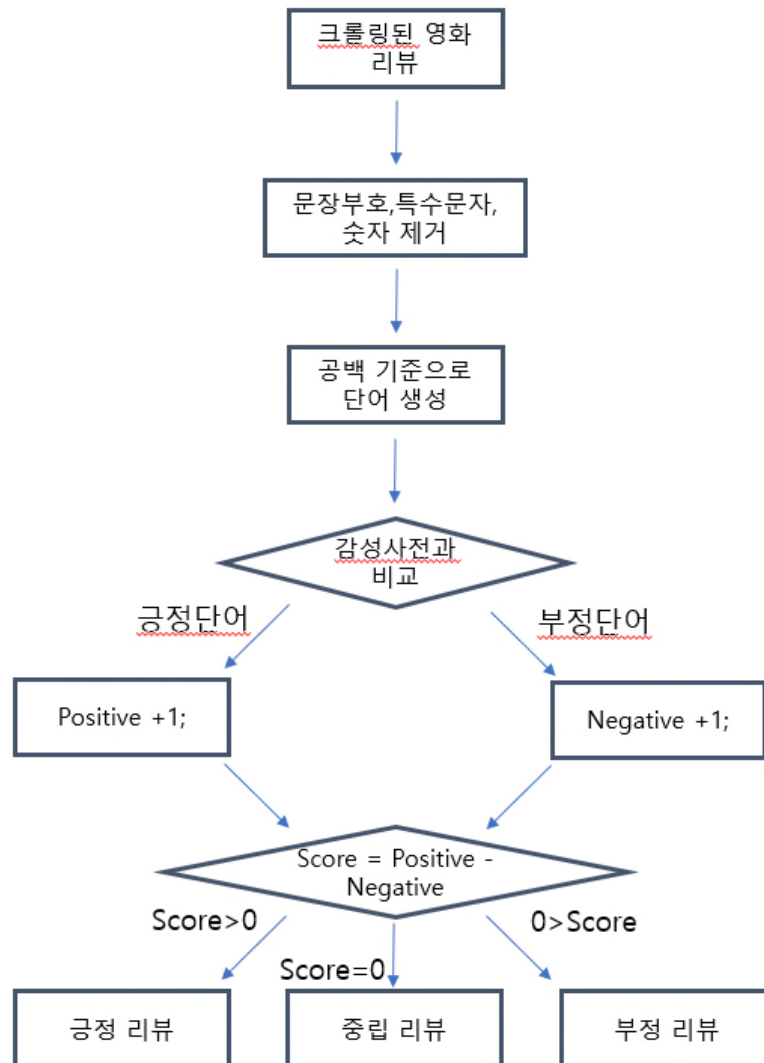 크롤링된 영화
리뷰
문장부호,특수문자,
숫자 제거
공백 기준으로
단어 생성
감성사전과
비교
긍정단어
부정단어
Positive +1;
Negative +1;
Score = Positive -
Negative
Score>0
0>Score
Score=0
긍정 리뷰
중립 리뷰
부정 리뷰